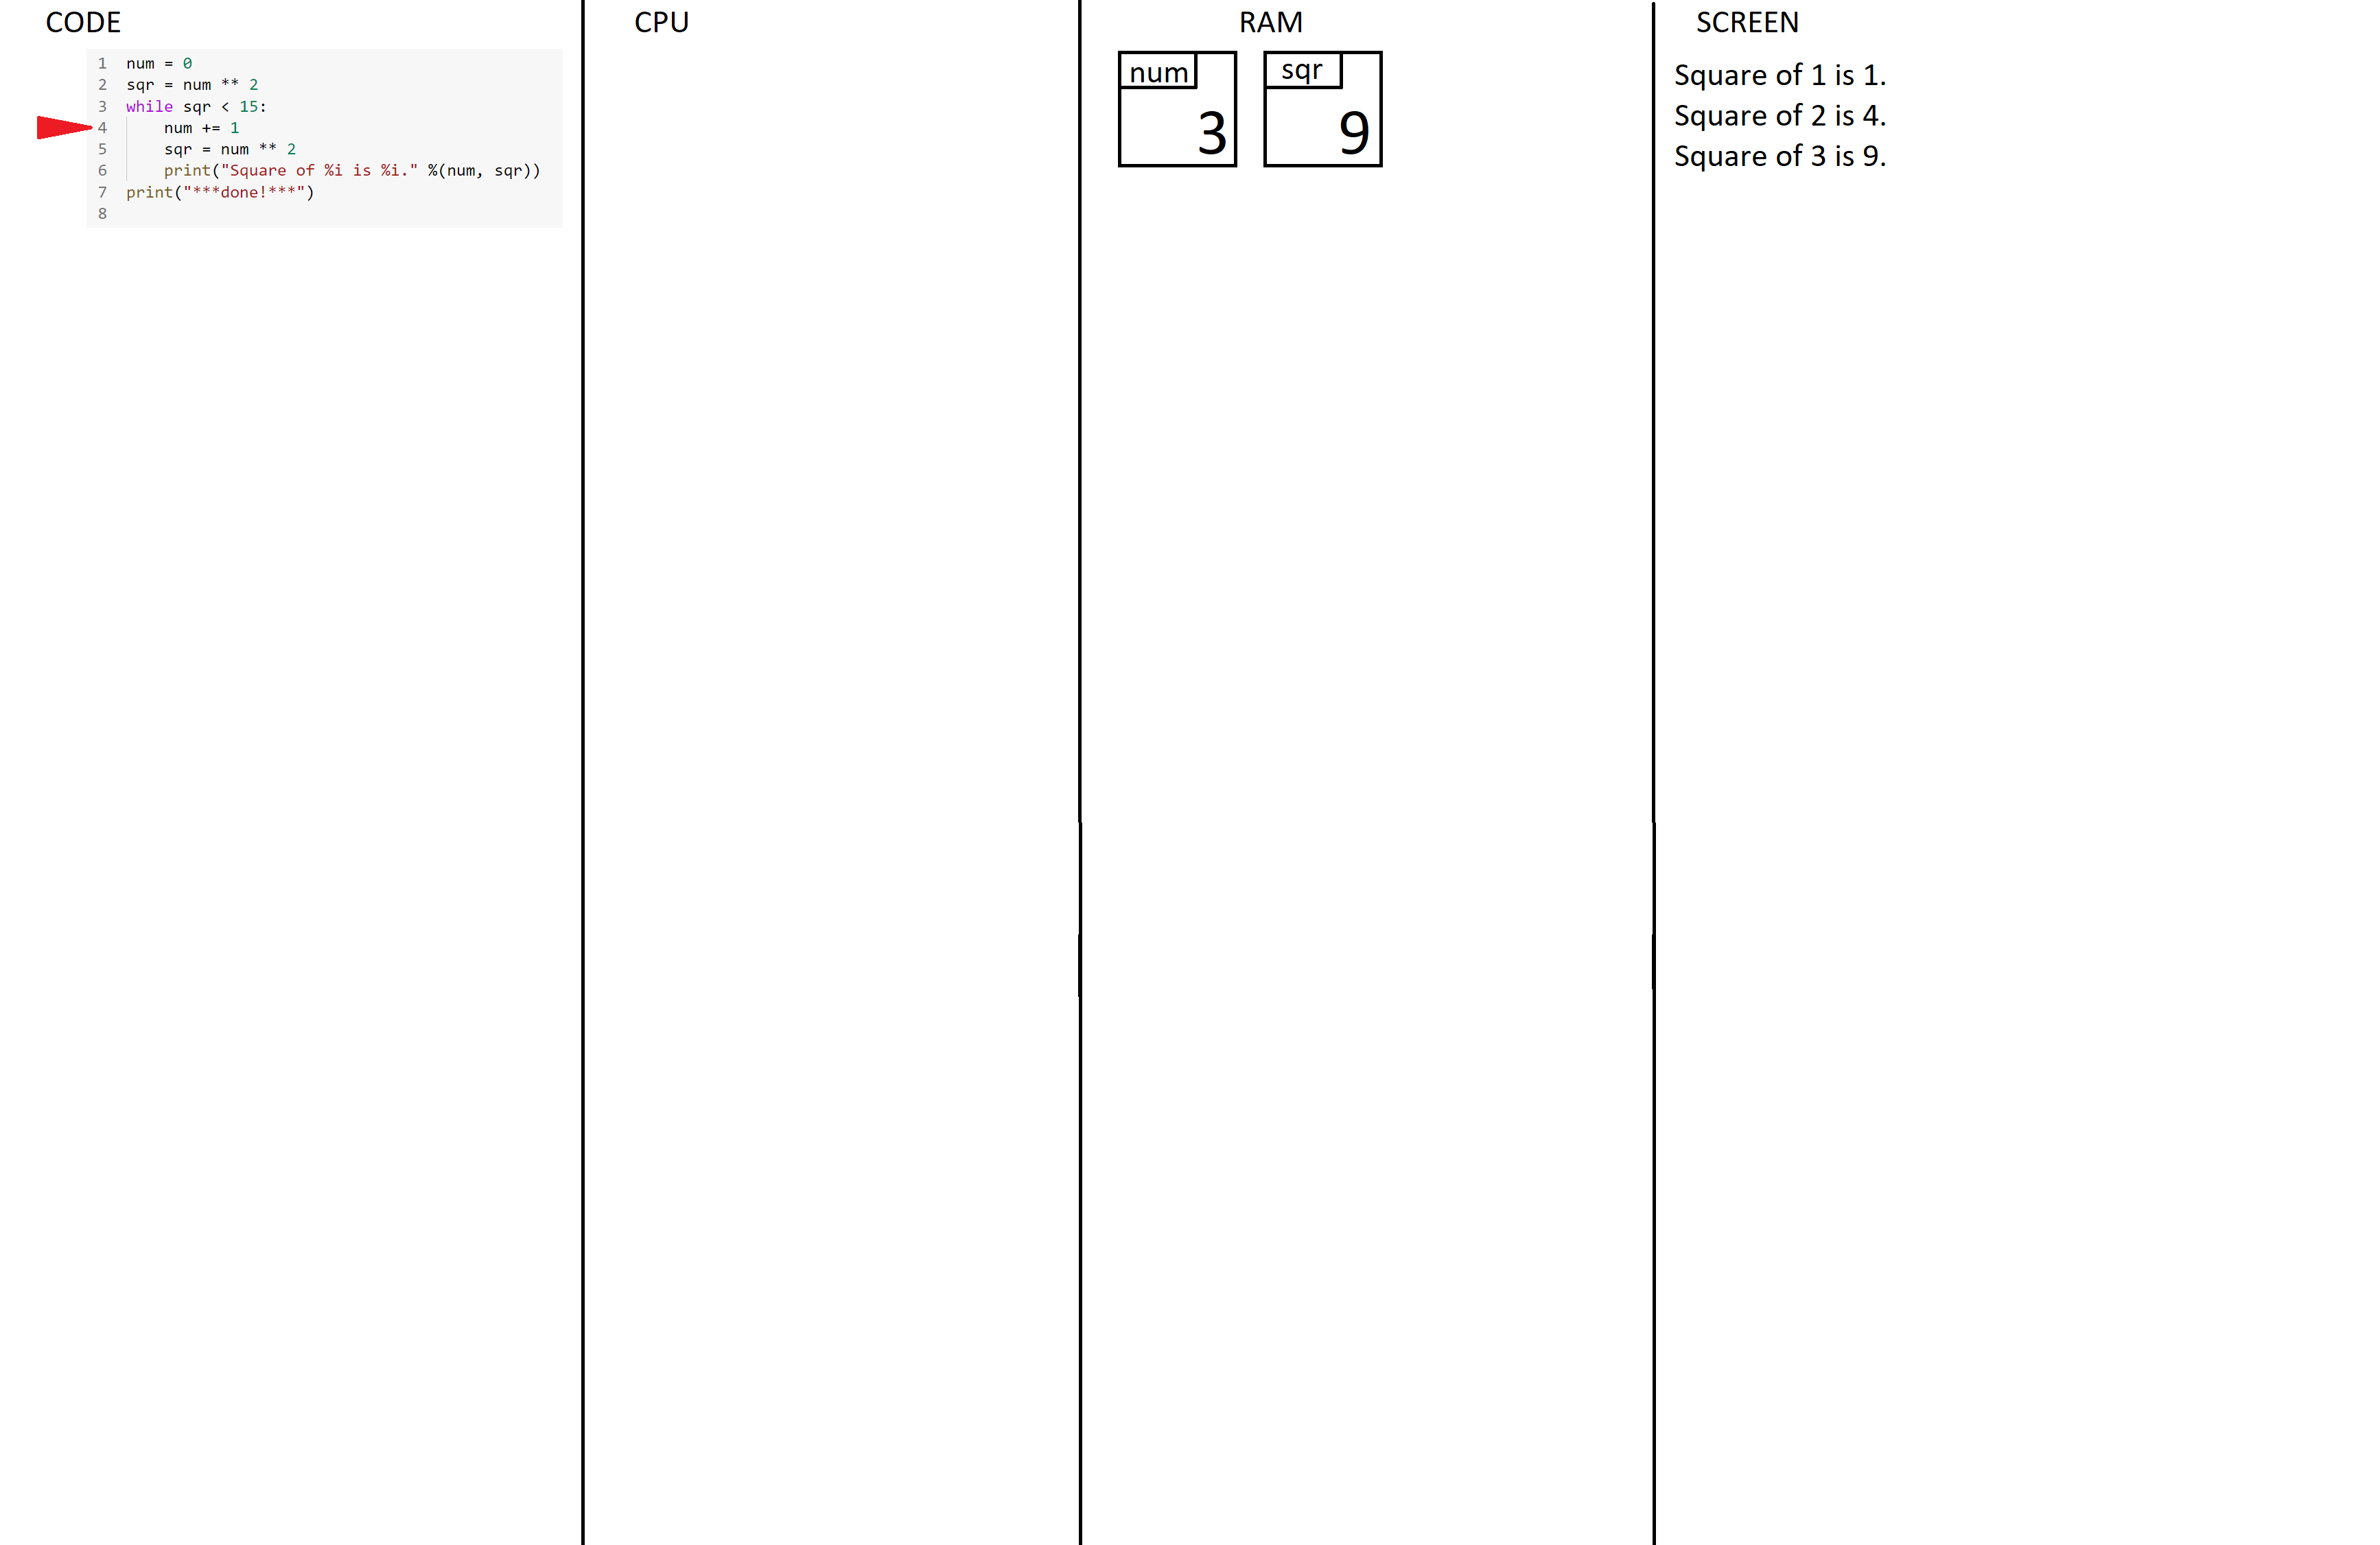 CODE
1 num = 0
2 sqr = num ** 2
3 while sqr < 15:
4     num += 1
5     sqr = num ** 2
6     print("Square of %i is %i." %(num, sqr))
7 print("***done!***")
8
CPU
RAM
num
3
sqr
9
SCREEN
Square of 1 is 1.
Square of 2 is 4.
Square of 3 is 9.